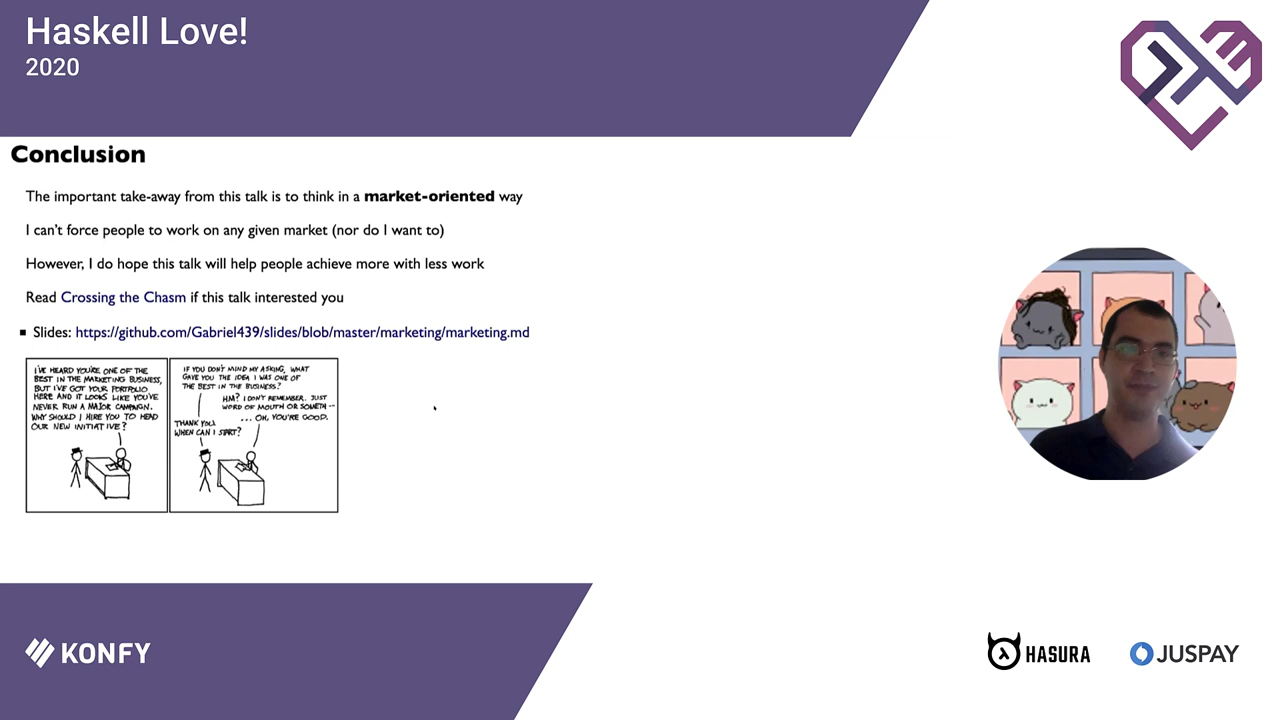 Haskell Love!
2020
Conclusion
The important take-away from this talk is to think in a market-oriented way
I can't force people to work on any given market (nor do I want to)
However, I do hope this talk will help people achieve more with less work
Read Crossing the Chasm if this talk interested you
Slides: https://github.com/Gabriel439/slides/blob/master/marketing/marketing.md
I'VE HEARD YOU'RE ONE OF THE
BEST IN THE MARKETING BUSINESS,
BUT I'VE GOT YOUR PORTFOLIO
HERE AND IT LOOKS LIKE YOU'VE
NEVER RUN A MAJOR CAMPAIGN.
WHY SHOULD I HIRE YOU TO HEAD
OUR NEW INITIATIVE?
IF YOU DON'T MIND MY ASKING, WHAT
GAVE YOU THE IDEA I WAS ONE OF
THE BEST IN THE BUSINESS?
HM? I DON'T REMEMBER. JUST
WORD OF MOUTH OR SOMETH--
... OH, YOU'RE GOOD.
THANK YOU.
WHEN CAN I START?
KONFY
HASURA
JUSPAY